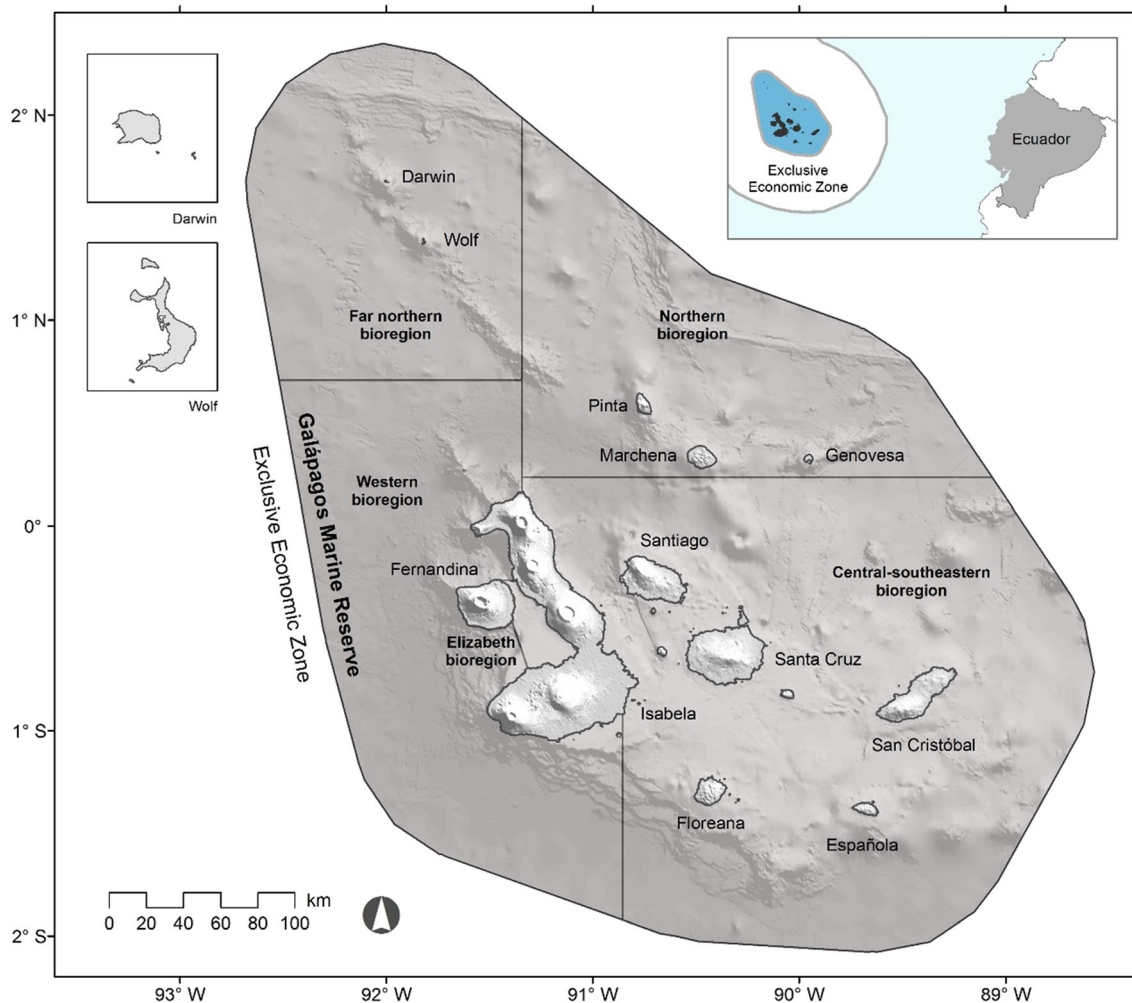 2° N
1° N
0°
1° S
2° S
93° W
92° W
91° W
90° W
89° W
Darwin
Wolf
Ecuador
Exclusive
Economic Zone
Darwin
Wolf
Far northern
bioregion
Northern
bioregion
Pinta
Marchena
Genovesa
Galápagos Marine Reserve
Exclusive Economic Zone
Western
bioregion
Santiago
Fernandina
Central-southeastern
bioregion
Elizabeth
bioregion
Santa Cruz
Isabela
San Cristóbal
Floreana
Española
km
0 20 40 60 80 100